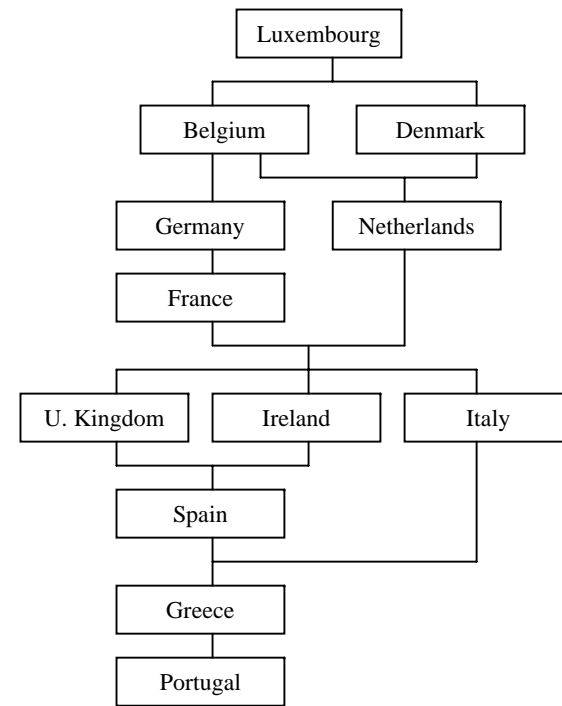 Luxembourg
Belgium
Denmark
Germany
Netherlands
France
U. Kingdom
Ireland
Italy
Spain
Greece
Portugal